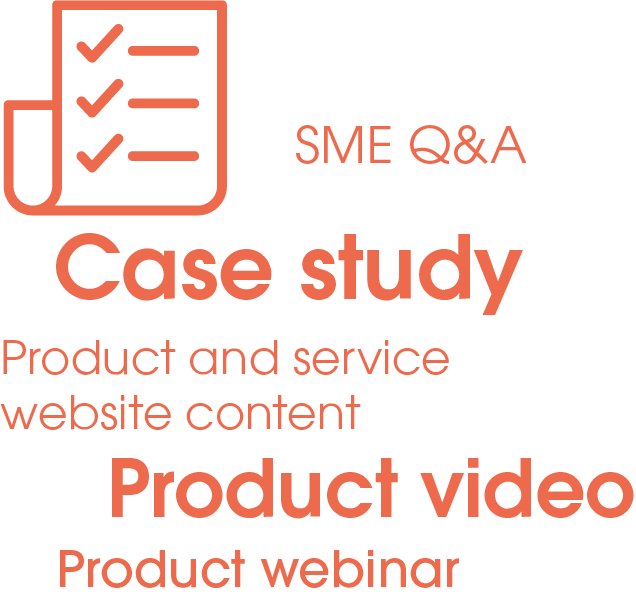 SME Q&A
Case study
Product and service
website content
Product video
Product webinar